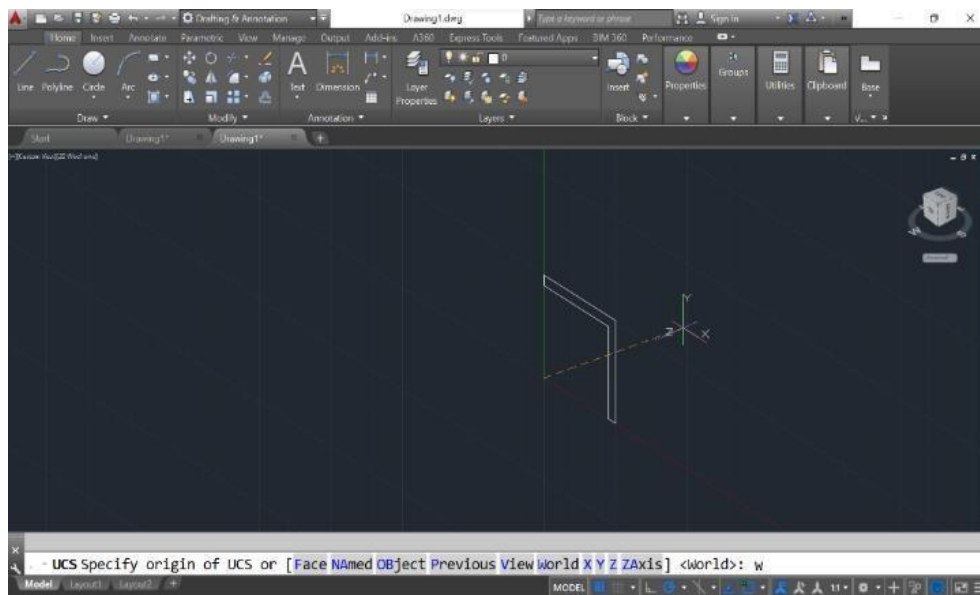 Drafting & Annotation
Drawing1.dwg
Type a keyword or phrase
Sign In
Home Insert Annotate Parametric View Manage Output Add-ins A360 Express Tools Featured Apps BIM 360 Performance
0
Line Polyline Circle Arc
Text Dimension
Layer Properties
Insert
Properties
Groups
Utilities
Clipboard
Base
Draw
Modify
Annotation
Layers
Block
V...
Start Drawing1* Drawing1*
Y
Z X
UCS Specify origin of UCS or [Face NAmed OBject Previous View World X Y Z ZAxis] <World>: w
Model Layout1 Layout2 +
MODEL